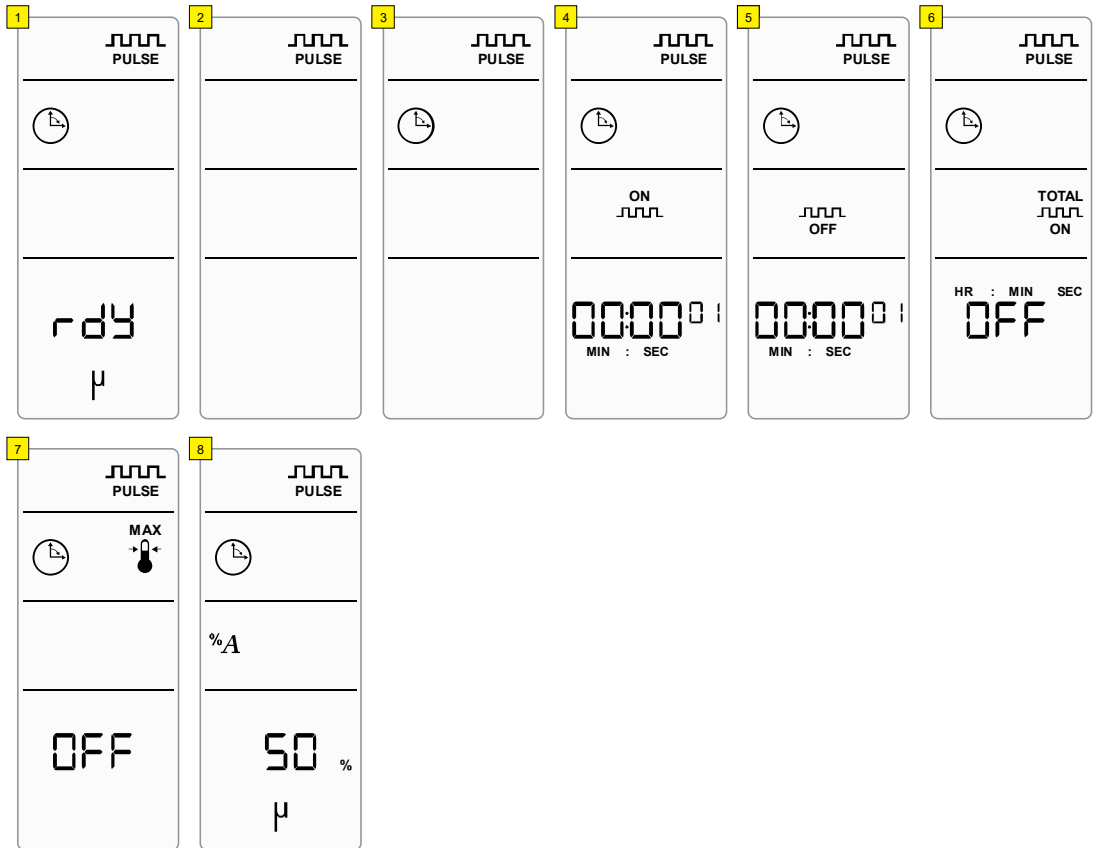 1
PULSE
rdY
µ
2
PULSE
3
PULSE
4
PULSE
ON
00:00 01
MIN : SEC
5
PULSE
OFF
00:00 01
MIN : SEC
6
PULSE
TOTAL
ON
HR : MIN SEC
OFF
7
PULSE
MAX
OFF
8
PULSE
%A
50 %
µ